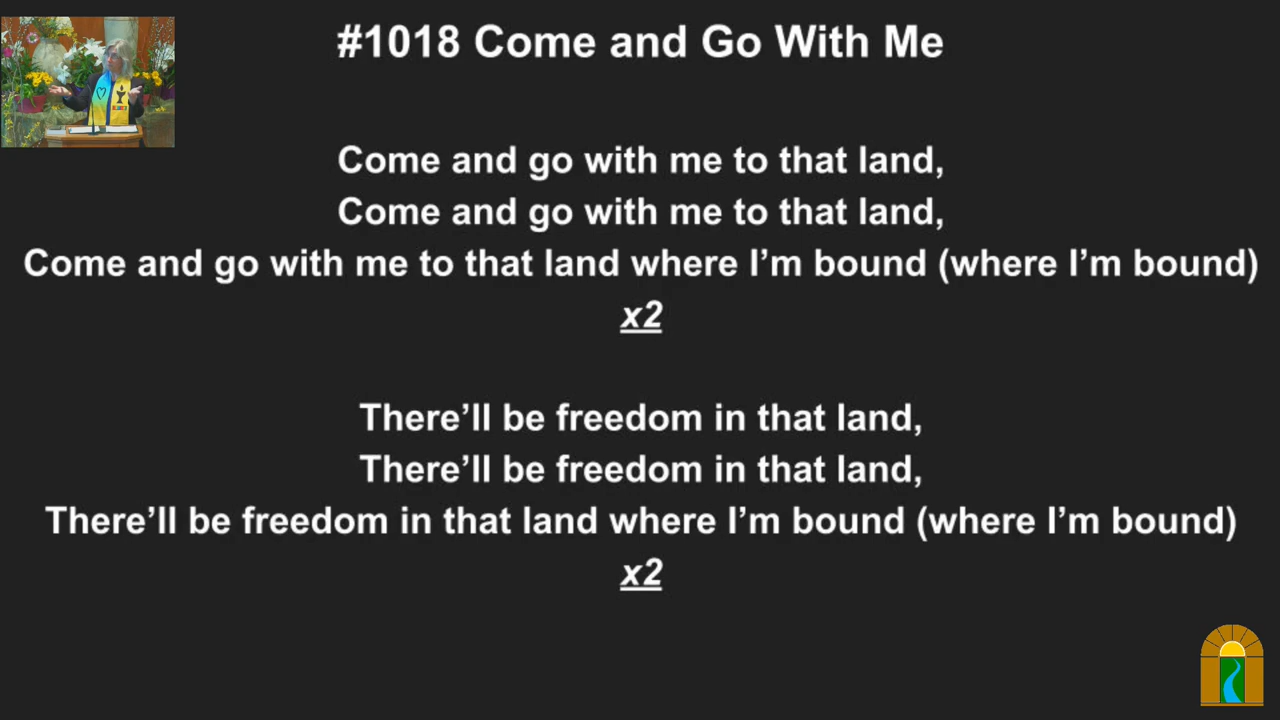 #1018 Come and Go With Me
Come and go with me to that land,
Come and go with me to that land,
Come and go with me to that land where I’m bound (where I’m bound)
x2
There’ll be freedom in that land,
There’ll be freedom in that land,
There’ll be freedom in that land where I’m bound (where I’m bound)
x2